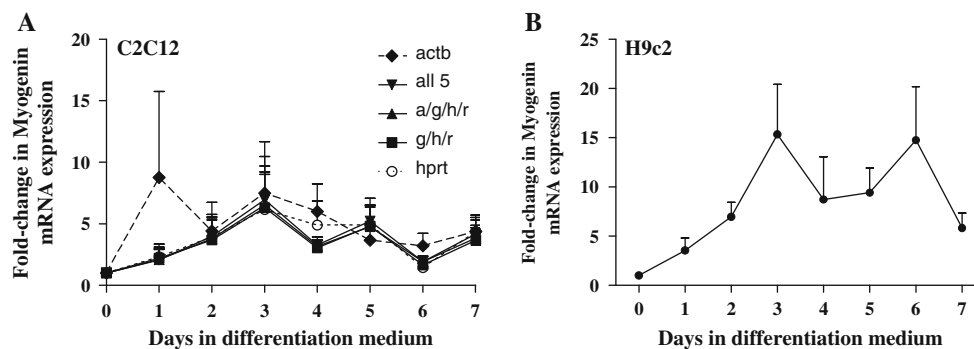 A
C2C12
Fold-change in Myogenin
mRNA expression
20
15
10
5
0
actb
all 5
a/g/h/r
g/h/r
hprt
0 1 2 3 4 5 6 7
Days in differentiation medium
B
H9c2
Fold-change in Myogenin
mRNA expression
25
20
15
10
5
0
0 1 2 3 4 5 6 7
Days in differentiation medium